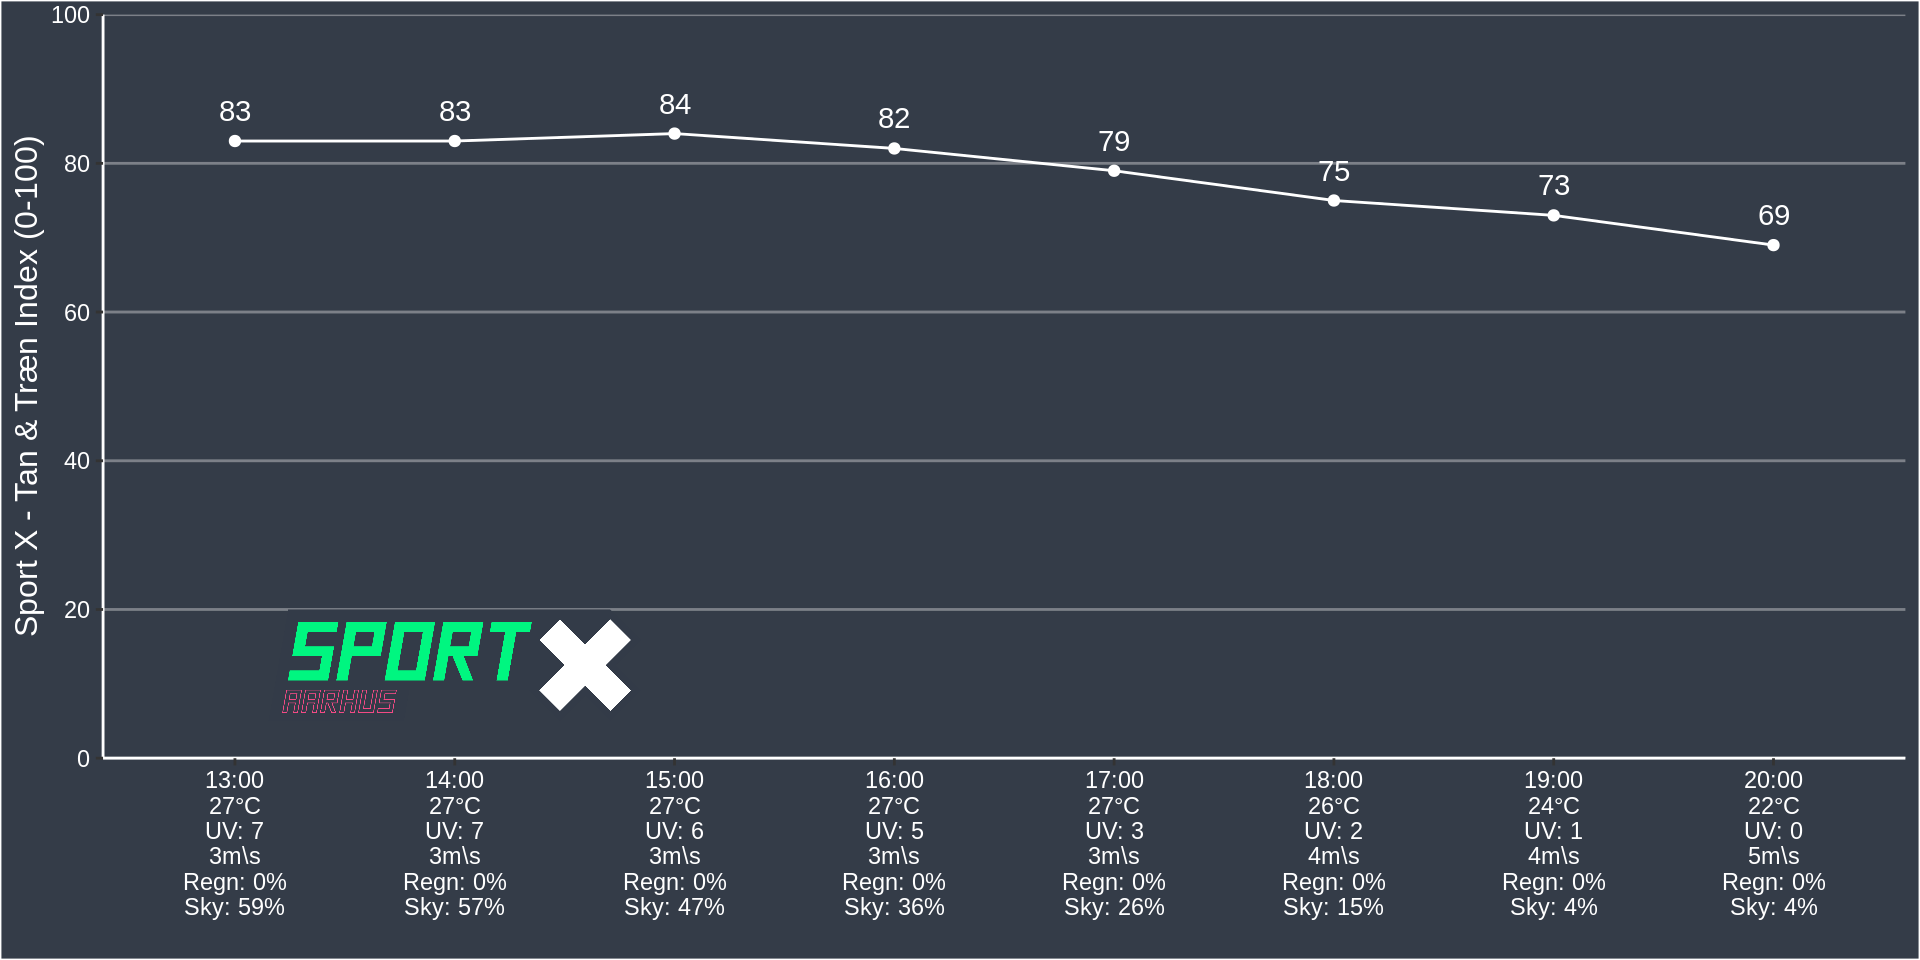 Sport X - Tan & Træn Index (0-100)
100
80
60
40
20
0
83
83
84
82
79
75
73
69
SPORT X
AARHUS
13:00
27°C
UV: 7
3m\s
Regn: 0%
Sky: 59%
14:00
27°C
UV: 7
3m\s
Regn: 0%
Sky: 57%
15:00
27°C
UV: 6
3m\s
Regn: 0%
Sky: 47%
16:00
27°C
UV: 5
3m\s
Regn: 0%
Sky: 36%
17:00
27°C
UV: 3
3m\s
Regn: 0%
Sky: 26%
18:00
26°C
UV: 2
4m\s
Regn: 0%
Sky: 15%
19:00
24°C
UV: 1
4m\s
Regn: 0%
Sky: 4%
20:00
22°C
UV: 0
5m\s
Regn: 0%
Sky: 4%